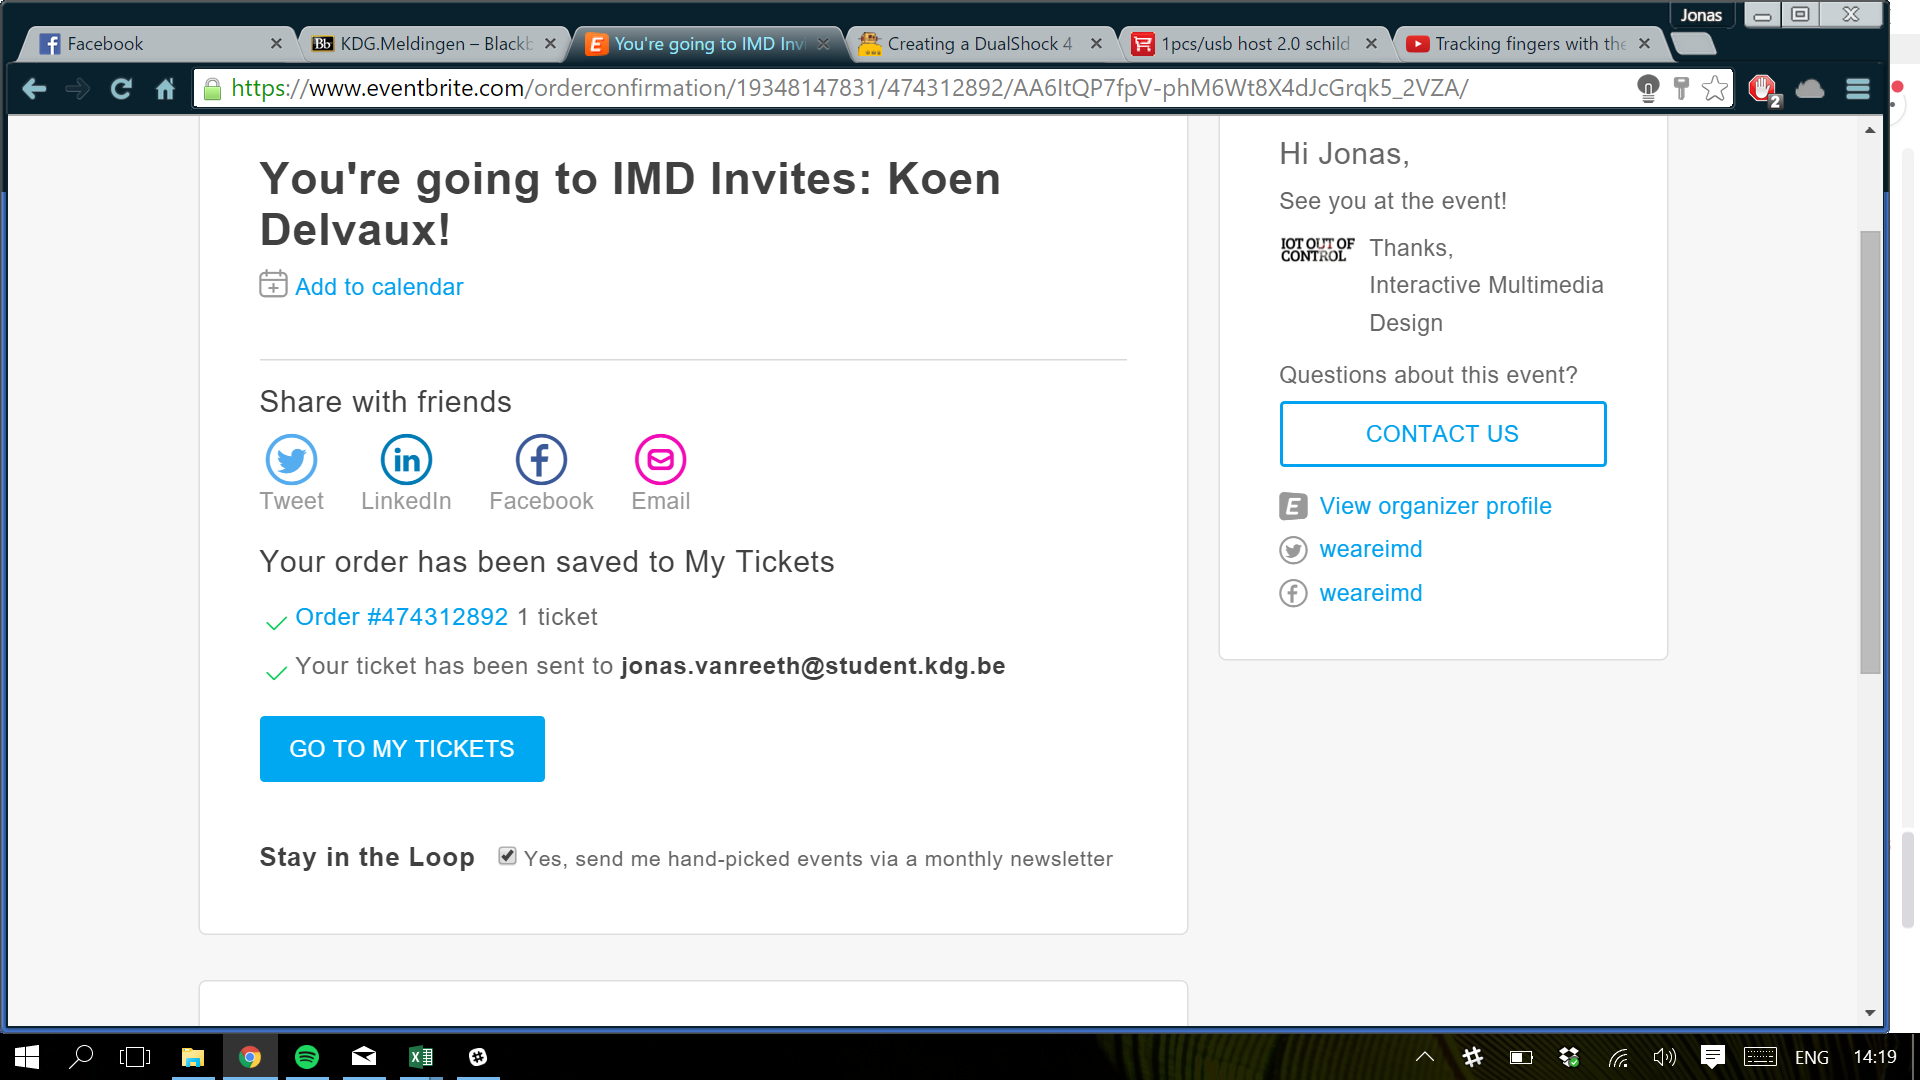 Jonas
Facebook
Bb KDG.Meldingen – Blackb
You're going to IMD Invi
Creating a DualShock 4
1pcs/usb host 2.0 schild
Tracking fingers with the
https://www.eventbrite.com/orderconfirmation/19348147831/474312892/AA6ItQP7fpV-phM6Wt8X4dJcGrqk5_2VZA/
2
You're going to IMD Invites: Koen
Delvaux!
Add to calendar
Share with friends
Tweet
LinkedIn
Facebook
Email
Your order has been saved to My Tickets
Order #474312892 1 ticket
Your ticket has been sent to jonas.vanreeth@student.kdg.be
GO TO MY TICKETS
Stay in the Loop
Yes, send me hand-picked events via a monthly newsletter
Hi Jonas,
See you at the event!
IOT OUT OF
CONTROL
Thanks,
Interactive Multimedia
Design
Questions about this event?
CONTACT US
View organizer profile
weareimd
weareimd
ENG
14:19